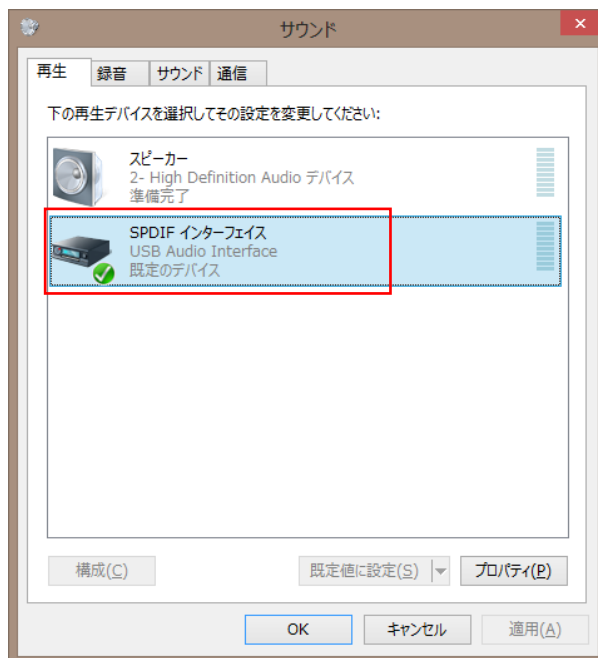 サウンド
再生 録音 サウンド 通信
下の再生デバイスを選択してその設定を変更してください:
スピーカー
2- High Definition Audio デバイス
準備完了
SPDIF インターフェイス
USB Audio Interface
既定のデバイス
構成(C) 既定値に設定(S) プロパティ(P)
OK キャンセル 適用(A)